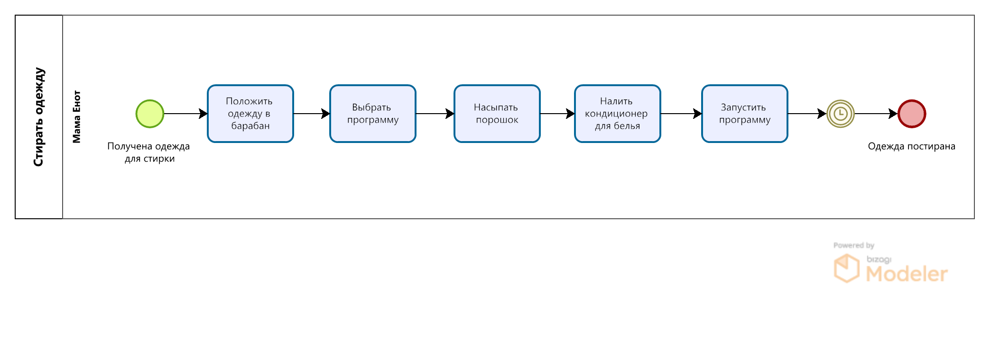 Стирать одежду
Мама Енот
Получена одежда
для стирки
Положить
одежду в
барабан
Выбрать
программу
Насыпать
порошок
Налить
кондиционер
для белья
Запустить
программу
Одежда постирана
Powered by
bizagi
Modeler